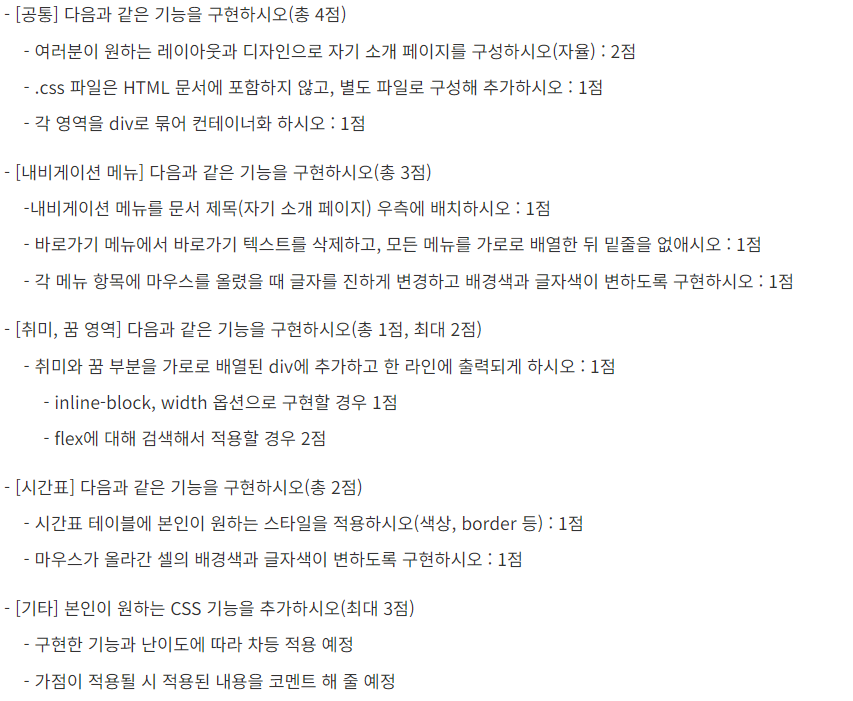 - [공통] 다음과 같은 기능을 구현하시오(총 4점)
- 여러분이 원하는 레이아웃과 디자인으로 자기 소개 페이지를 구성하시오(자율) : 2점
- .css 파일은 HTML 문서에 포함하지 않고, 별도 파일로 구성해 추가하시오 : 1점
- 각 영역을 div로 묶어 컨테이너화 하시오 : 1점
- [내비게이션 메뉴] 다음과 같은 기능을 구현하시오(총 3점)
-내비게이션 메뉴를 문서 제목(자기 소개 페이지) 우측에 배치하시오 : 1점
- 바로가기 메뉴에서 바로가기 텍스트를 삭제하고, 모든 메뉴를 가로로 배열한 뒤 밑줄을 없애시오 : 1점
- 각 메뉴 항목에 마우스를 올렸을 때 글자를 진하게 변경하고 배경색과 글자색이 변하도록 구현하시오 : 1점
- [취미, 꿈 영역] 다음과 같은 기능을 구현하시오(총 1점, 최대 2점)
- 취미와 꿈 부분을 가로로 배열된 div에 추가하고 한 라인에 출력되게 하시오 : 1점
- inline-block, width 옵션으로 구현할 경우 1점
- flex에 대해 검색해서 적용할 경우 2점
- [시간표] 다음과 같은 기능을 구현하시오(총 2점)
- 시간표 테이블에 본인이 원하는 스타일을 적용하시오(색상, border 등) : 1점
- 마우스가 올라간 셀의 배경색과 글자색이 변하도록 구현하시오 : 1점
- [기타] 본인이 원하는 CSS 기능을 추가하시오(최대 3점)
- 구현한 기능과 난이도에 따라 차등 적용 예정
- 가점이 적용될 시 적용된 내용을 코멘트 해 줄 예정